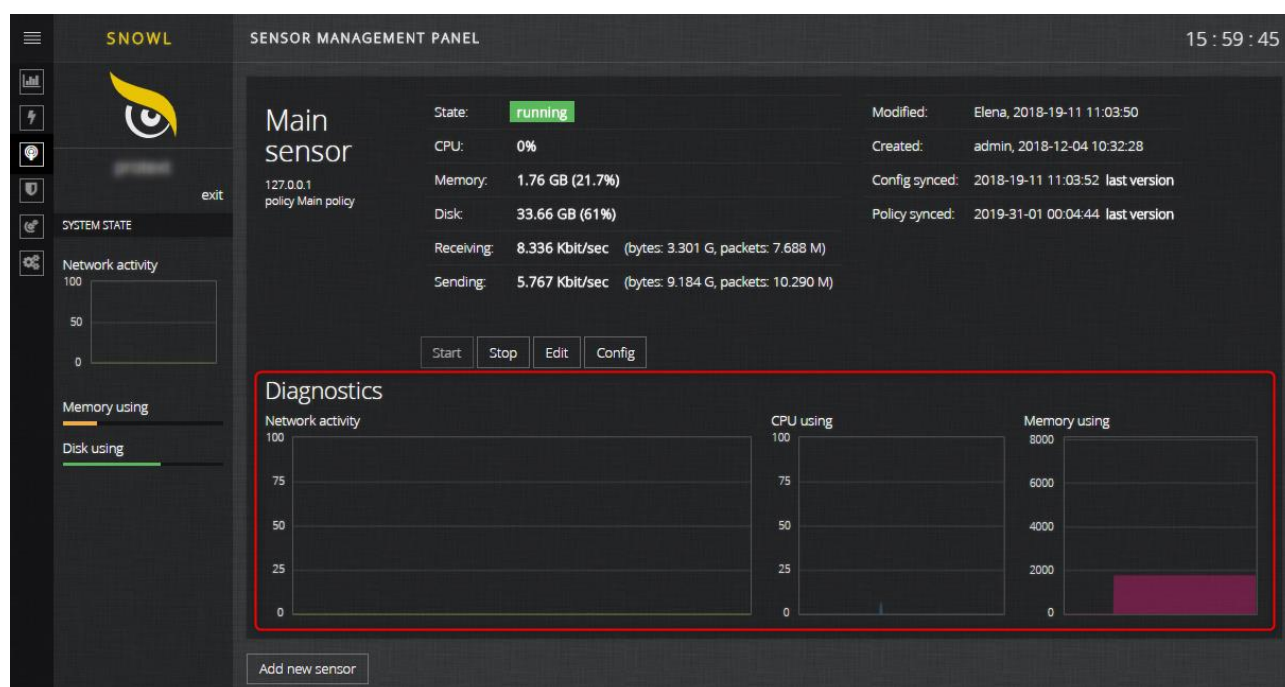 SNOWL
SENSOR MANAGEMENT PANEL
15 : 59 : 45
exit
SYSTEM STATE
Network activity
100
50
0
Memory using
Disk using
Main
sensor
127.0.0.1
policy Main policy
State: running
CPU: 0%
Memory: 1.76 GB (21.7%)
Disk: 33.66 GB (61%)
Receiving: 8.336 Kbit/sec (bytes: 3.301 G, packets: 7.688 M)
Sending: 5.767 Kbit/sec (bytes: 9.184 G, packets: 10.290 M)
Modified: Elena, 2018-19-11 11:03:50
Created: admin, 2018-12-04 10:32:28
Config synced: 2018-19-11 11:03:52 last version
Policy synced: 2019-31-01 00:04:44 last version
Start Stop Edit Config
Diagnostics
Network activity
100
75
50
25
0
CPU using
100
75
50
25
0
Memory using
8000
6000
4000
2000
0
Add new sensor